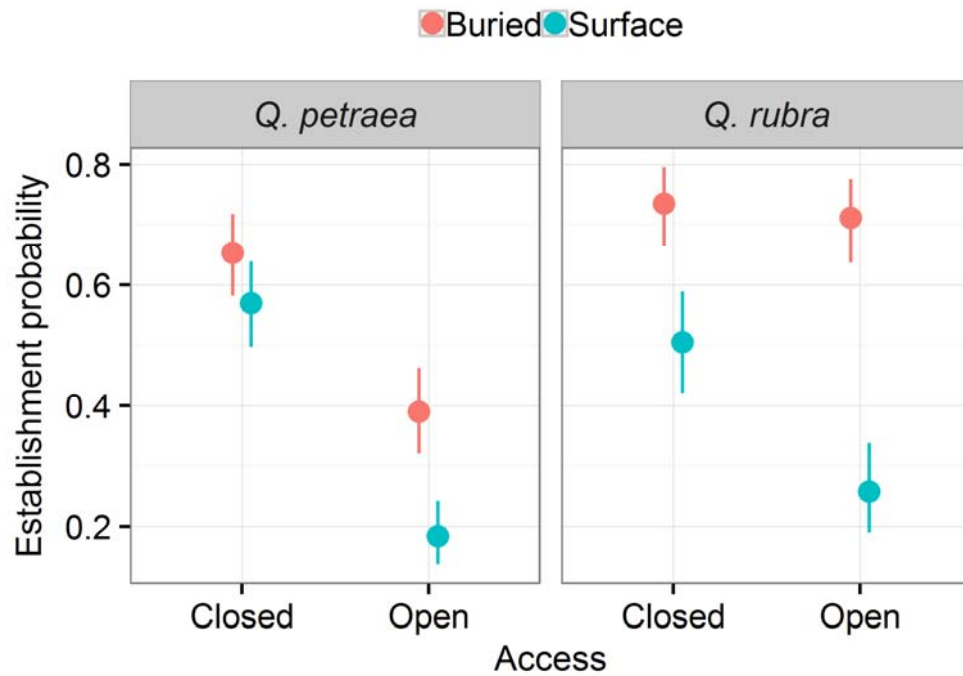 Buried Surface
Q. petraea
Q. rubra
Establishment probability
0.8
0.6
0.4
0.2
Closed Open
Closed Open
Access